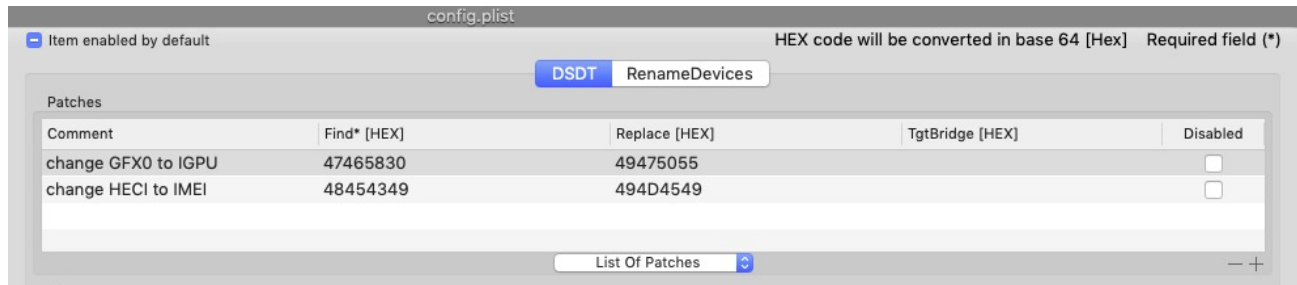 config.plist
Item enabled by default HEX code will be converted in base 64 [Hex] Required field (*)
DSDT RenameDevices
Patches
Comment Find* [HEX] Replace [HEX] TgtBridge [HEX] Disabled
change GFX0 to IGPU 47465830 49475055
change HECI to IMEI 48454349 494D4549
List Of Patches